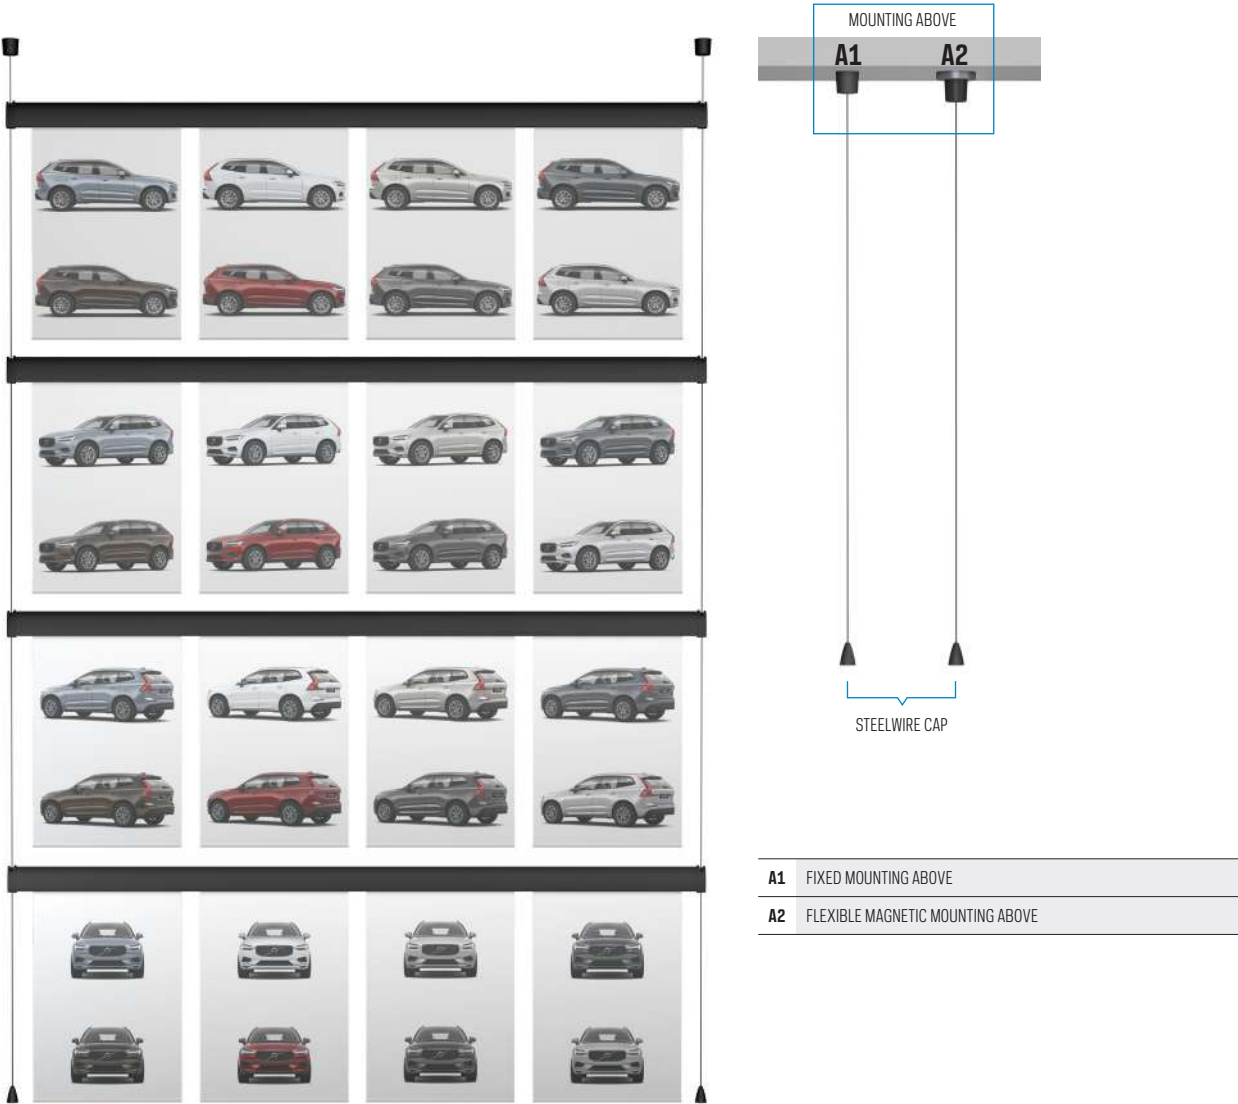 MOUNTING ABOVE
A1 A2
STEELWIRE CAP
A1 FIXED MOUNTING ABOVE
A2 FLEXIBLE MAGNETIC MOUNTING ABOVE